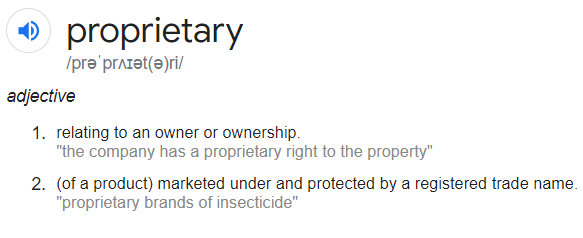 proprietary
/prəˈprʌɪət(ə)ri/
adjective
1. relating to an owner or ownership.
"the company has a proprietary right to the property"
2. (of a product) marketed under and protected by a registered trade name.
"proprietary brands of insecticide"